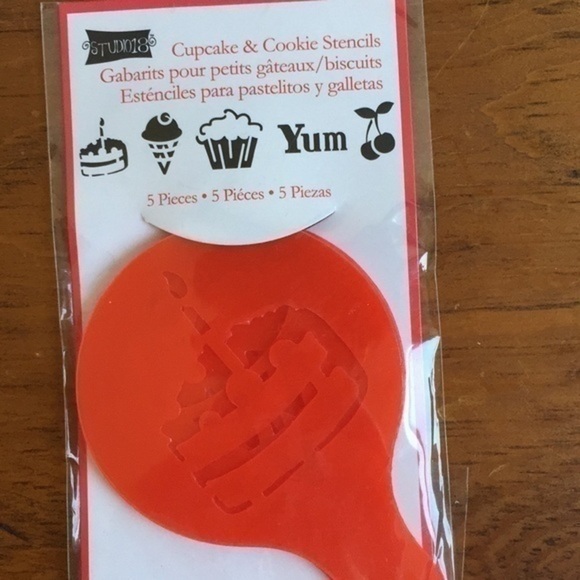 STUDIO18
Cupcake & Cookie Stencils
Gabarits pour petits gâteaux/biscuits
Esténciles para pastelitos y galletas
Yum
5 Pieces • 5 Piéces • 5 Piezas